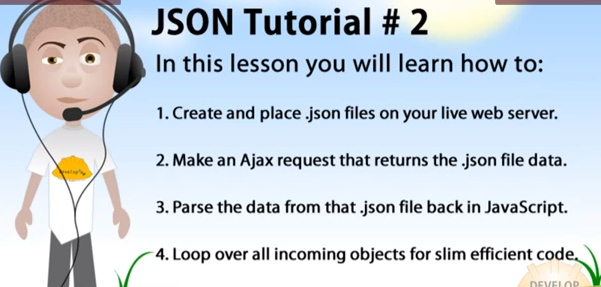 JSON Tutorial # 2
In this lesson you will learn how to:
1. Create and place .json files on your live web server.
2. Make an Ajax request that returns the .json file data.
3. Parse the data from that .json file back in JavaScript.
4. Loop over all incoming objects for slim efficient code.
DEVELOP